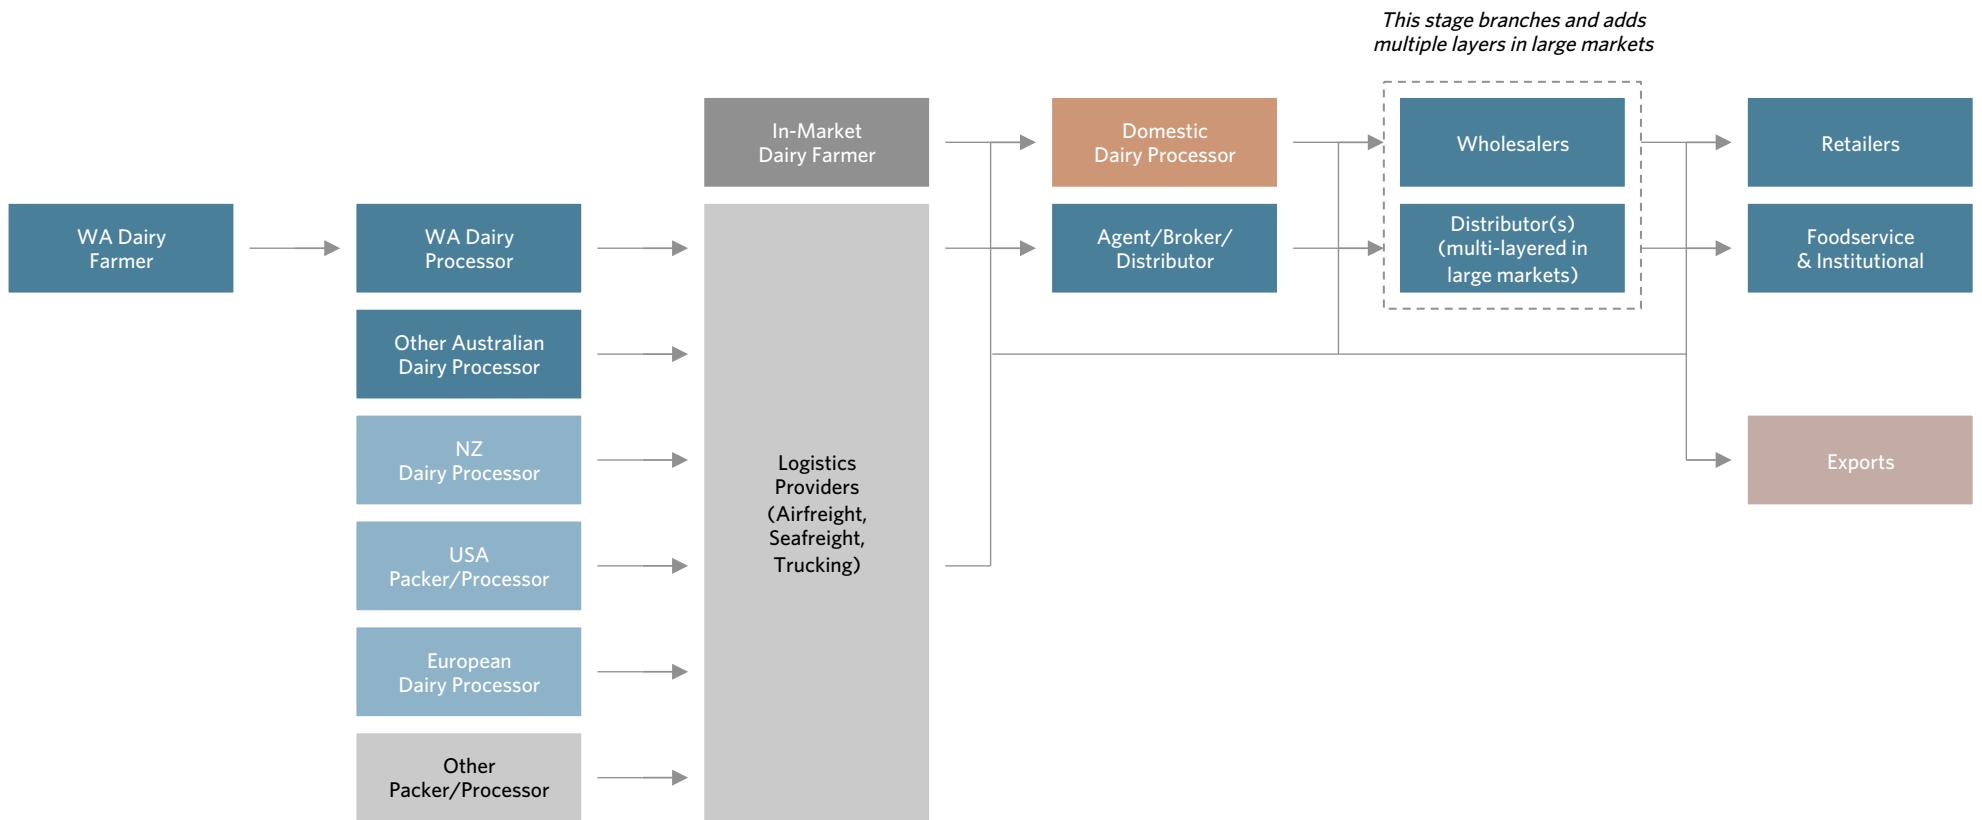 This stage branches and adds
multiple layers in large markets
In-Market
Dairy Farmer
Domestic
Dairy Processor
Wholesalers
Retailers
WA Dairy
Farmer
WA Dairy
Processor
Agent/Broker/
Distributor
Distributor(s)
(multi-layered in
large markets)
Foodservice
& Institutional
Other Australian
Dairy Processor
NZ
Dairy Processor
Logistics
Providers
(Airfreight,
Seafreight,
Trucking)
Exports
USA
Packer/Processor
European
Dairy Processor
Other
Packer/Processor